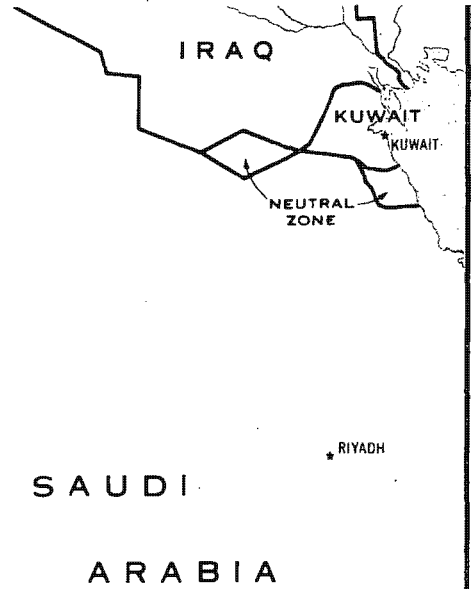 IRAQ
KUWAIT
KUWAIT
NEUTRAL
ZONE
RIYADH
SAUDI
ARABIA